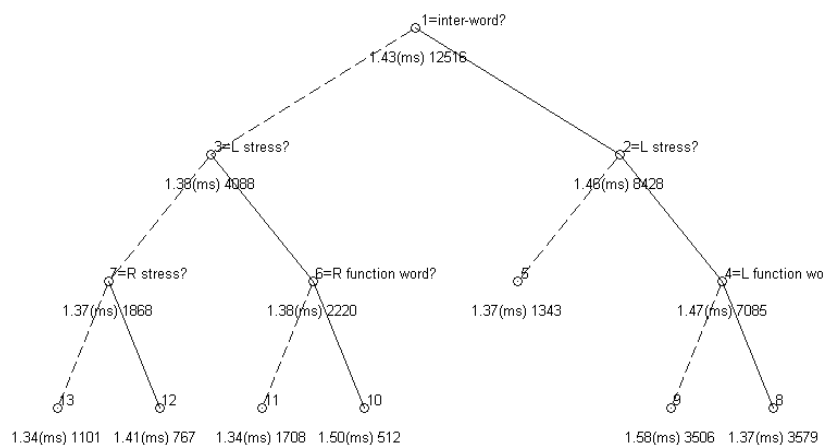 1=inter-word?
1.43(ms) 12516
3=L stress?
1.38(ms) 4088
2=L stress?
1.46(ms) 8428
7=R stress?
1.37(ms) 1868
6=R function word?
1.38(ms) 2220
5
1.37(ms) 1343
4=L function wo
1.47(ms) 7085
13
1.34(ms) 1101
12
1.41(ms) 767
11
1.34(ms) 1708
10
1.50(ms) 512
9
1.58(ms) 3506
8
1.37(ms) 3579